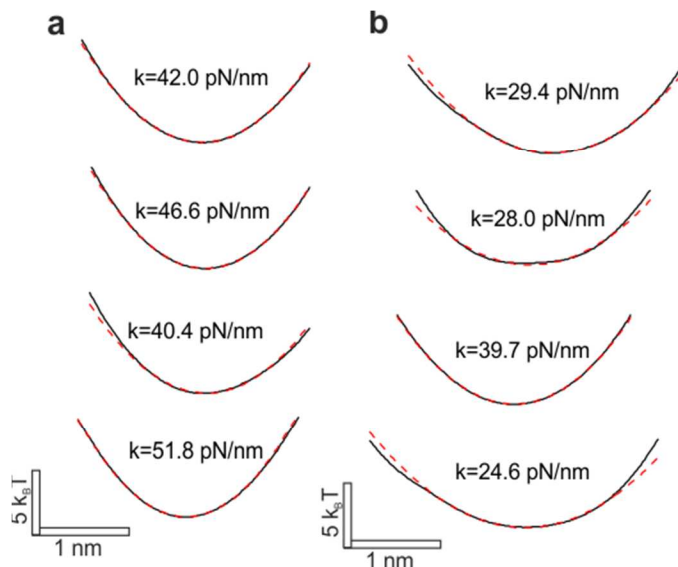 a
k=42.0 pN/nm
k=46.6 pN/nm
k=40.4 pN/nm
k=51.8 pN/nm
5 kBT
1 nm
b
k=29.4 pN/nm
k=28.0 pN/nm
k=39.7 pN/nm
k=24.6 pN/nm
5 kBT
1 nm